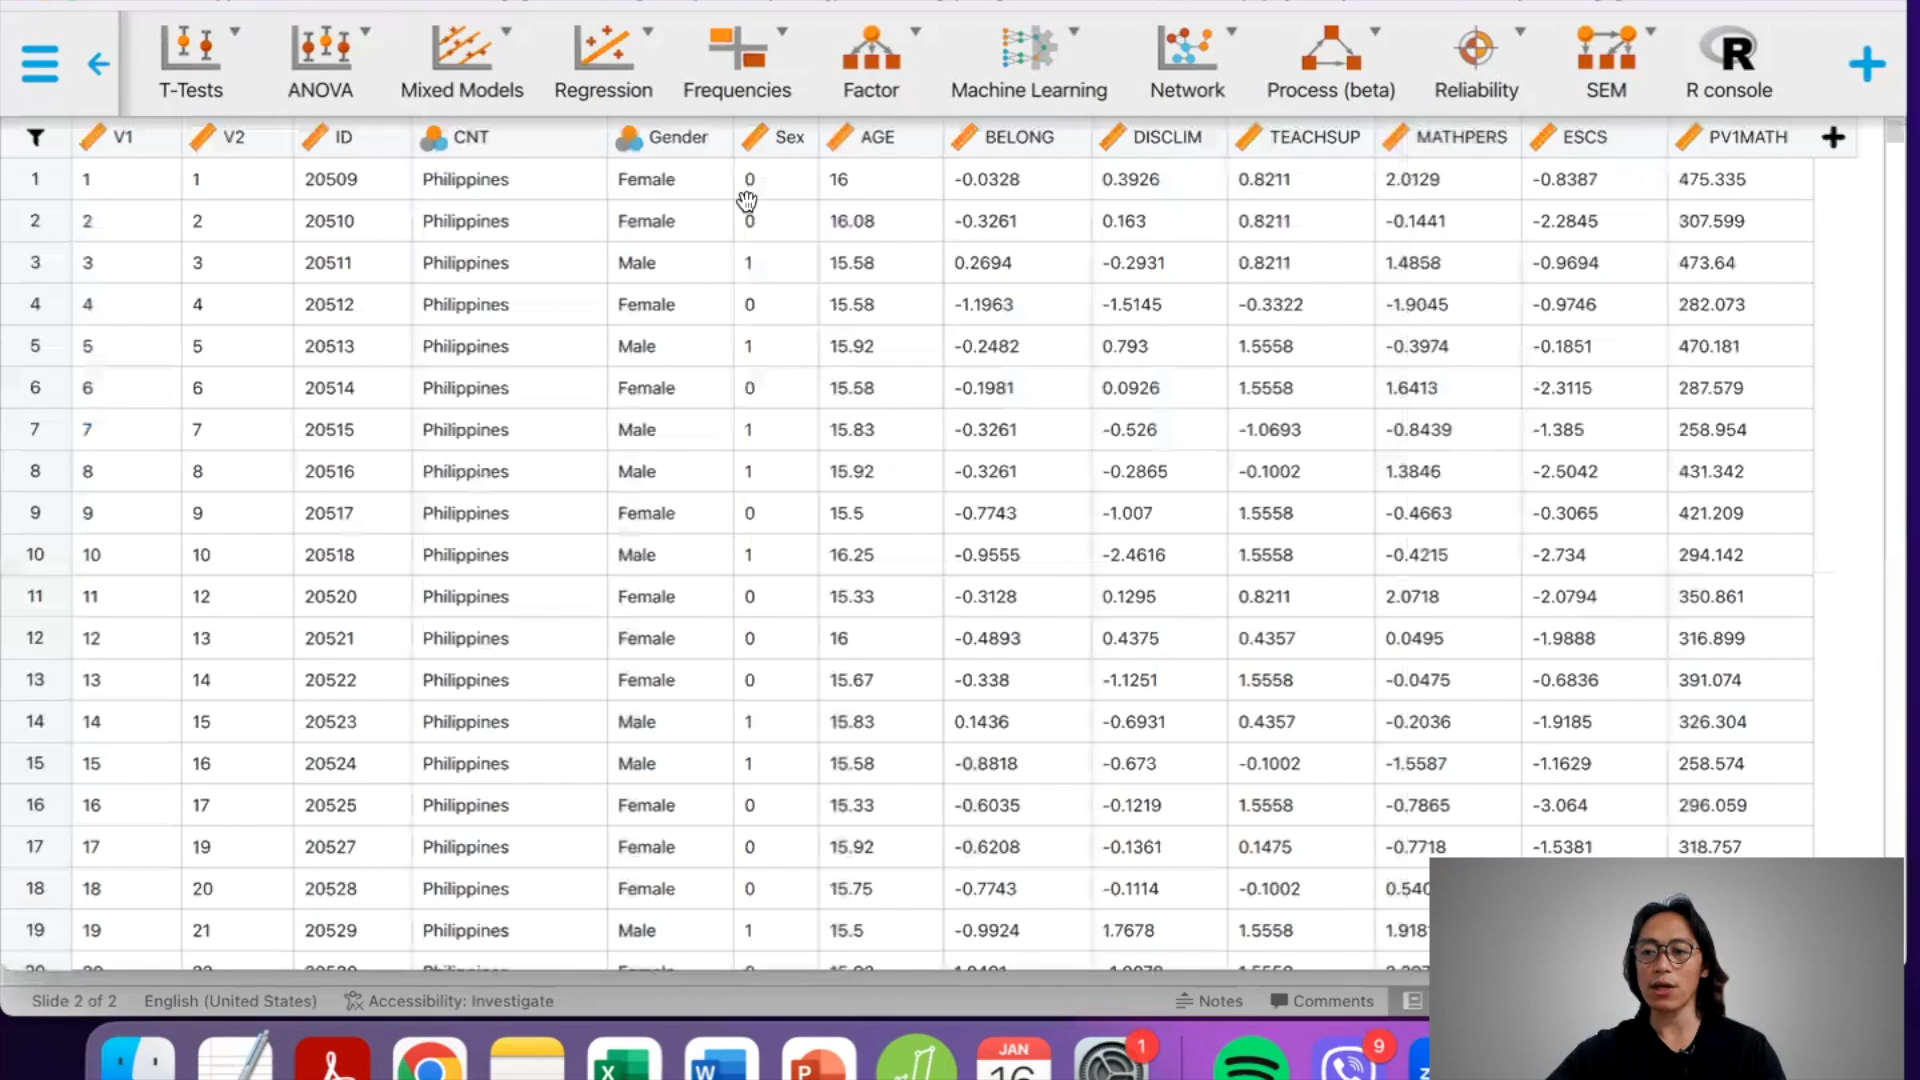 T-Tests ANOVA Mixed Models Regression Frequencies Factor Machine Learning Network Process (beta) Reliability SEM R console
V1 V2 ID CNT Gender Sex AGE BELONG DISCLIM TEACHSUP MATHPERS ESCS PV1MATH
1 1 1 20509 Philippines Female 0 16 -0.0328 0.3926 0.8211 2.0129 -0.8387 475.335
2 2 2 20510 Philippines Female 0 16.08 -0.3261 0.163 0.8211 -0.1441 -2.2845 307.599
3 3 3 20511 Philippines Male 1 15.58 0.2694 -0.2931 0.8211 1.4858 -0.9694 473.64
4 4 4 20512 Philippines Female 0 15.58 -1.1963 -1.5145 -0.3322 -1.9045 -0.9746 282.073
5 5 5 20513 Philippines Male 1 15.92 -0.2482 0.793 1.5558 -0.3974 -0.1851 470.181
6 6 6 20514 Philippines Female 0 15.58 -0.1981 0.0926 1.5558 1.6413 -2.3115 287.579
7 7 7 20515 Philippines Male 1 15.83 -0.3261 -0.526 -1.0693 -0.8439 -1.385 258.954
8 8 8 20516 Philippines Male 1 15.92 -0.3261 -0.2865 -0.1002 1.3846 -2.5042 431.342
9 9 9 20517 Philippines Female 0 15.5 -0.7743 -1.007 1.5558 -0.4663 -0.3065 421.209
10 10 10 20518 Philippines Male 1 16.25 -0.9555 -2.4616 1.5558 -0.4215 -2.734 294.142
11 11 12 20520 Philippines Female 0 15.33 -0.3128 0.1295 0.8211 2.0718 -2.0794 350.861
12 12 13 20521 Philippines Female 0 16 -0.4893 0.4375 0.4357 0.0495 -1.9888 316.899
13 13 14 20522 Philippines Female 0 15.67 -0.338 -1.1251 1.5558 -0.0475 -0.6836 391.074
14 14 15 20523 Philippines Male 1 15.83 0.1436 -0.6931 0.4357 -0.2036 -1.9185 326.304
15 15 16 20524 Philippines Male 1 15.58 -0.8818 -0.673 -0.1002 -1.5587 -1.1629 258.574
16 16 17 20525 Philippines Female 0 15.33 -0.6035 -0.1219 1.5558 -0.7865 -3.064 296.059
17 17 19 20527 Philippines Female 0 15.92 -0.6208 -0.1361 0.1475 -0.7718 -1.5381 318.757
18 18 20 20528 Philippines Female 0 15.75 -0.7743 -0.1114 -0.1002 0.540
19 19 21 20529 Philippines Male 1 15.5 -0.9924 1.7678 1.5558 1.918
Slide 2 of 2 English (United States) Accessibility: Investigate Notes Comments
JAN 1 9
X W P